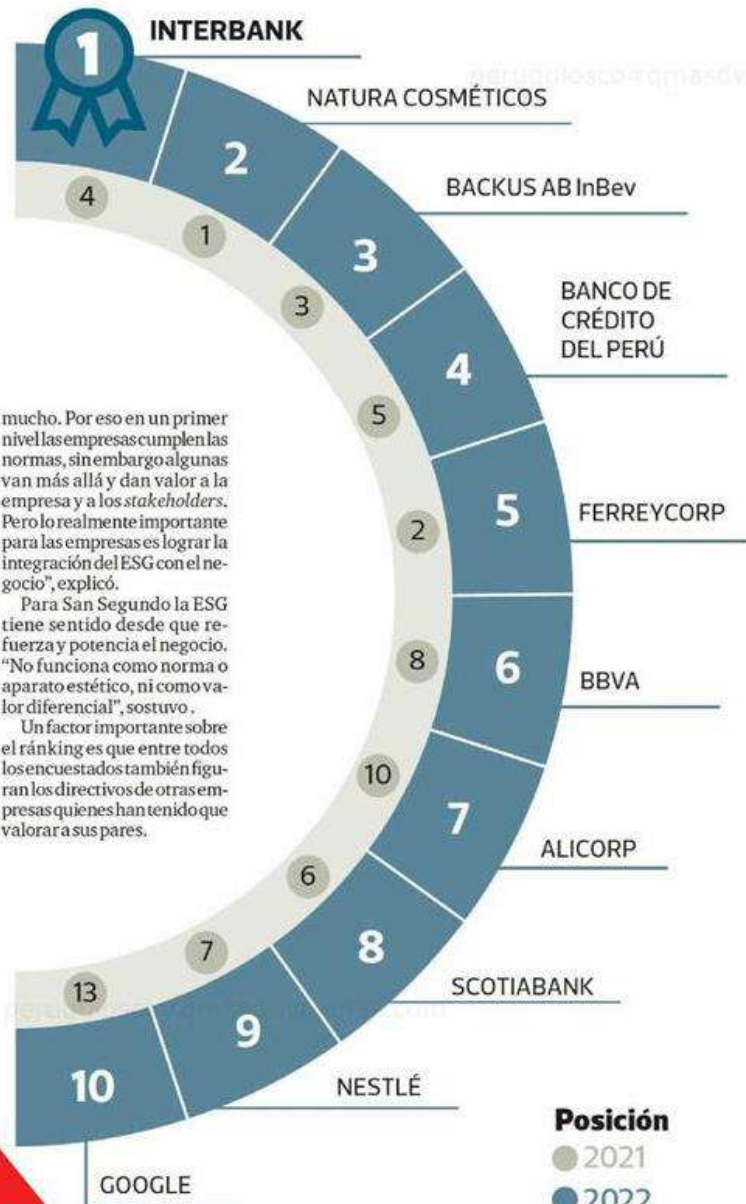 1
INTERBANK
2
NATURA COSMÉTICOS
3
BACKUS AB InBev
4
BANCO DE
CRÉDITO
DEL PERÚ
5
FERREYCORP
6
BBVA
7
ALICORP
8
SCOTIABANK
9
NESTLÉ
10
GOOGLE
4
1
3
5
2
8
10
6
7
13
mucho. Por eso en un primer
nivel las empresas cumplen las
normas, sin embargo algunas
van más allá y dan valor a la
empresa y a los stakeholders.
Pero lo realmente importante
para las empresas es lograr la
integración del ESG con el ne-
gocio”, explicó.
Para San Segundo la ESG
tiene sentido desde que re-
fuerza y potencia el negocio.
“No funciona como norma o
aparato estético, ni como va-
lor diferencial”, sostuvo.
Un factor importante sobre
el ránking es que entre todos
los encuestados también figu-
ran los directivos de otras em-
presas quienes han tenido que
valorar a sus pares.
Posición
2021
2022